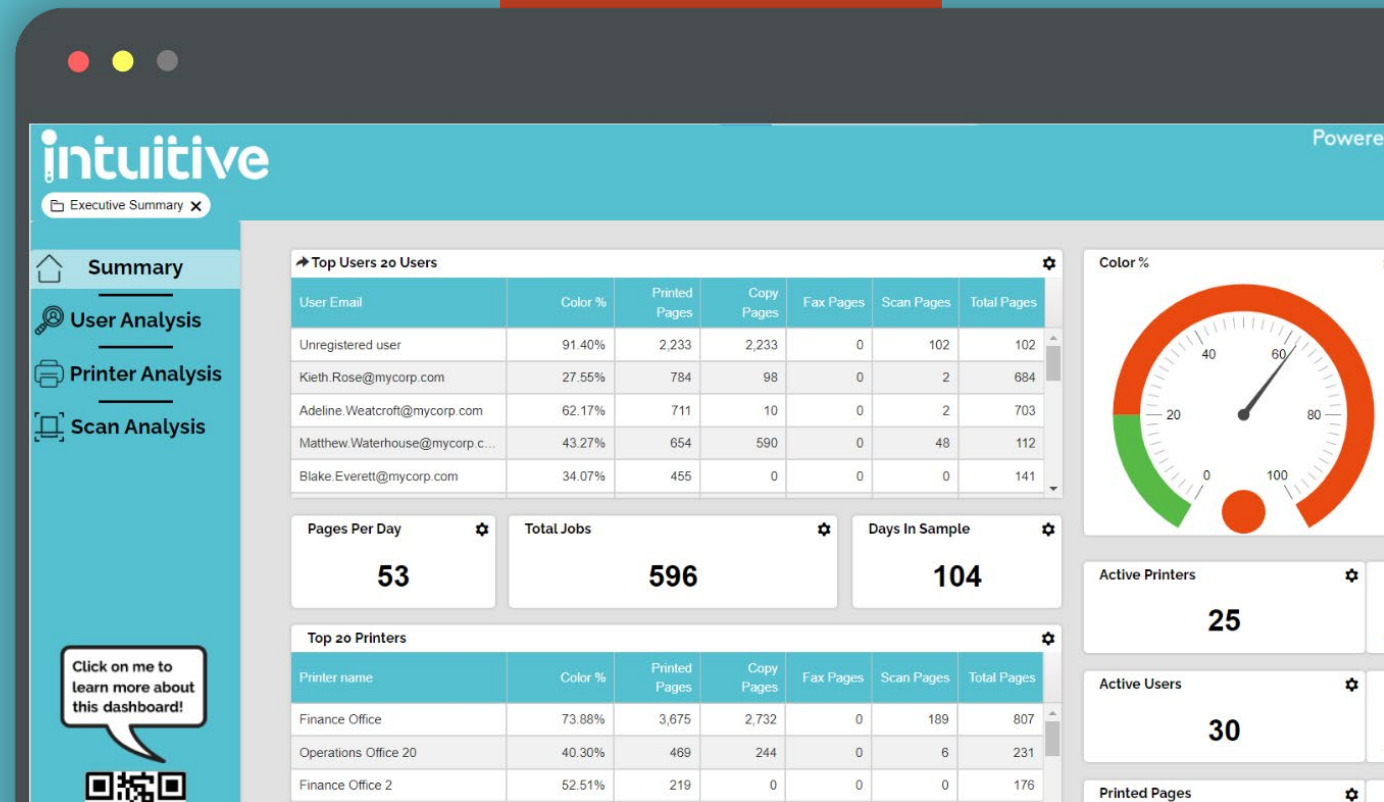 intuitive
Powere
Executive Summary X
Summary
User Analysis
Printer Analysis
Scan Analysis
Click on me to
learn more about
this dashboard!
Top Users 20 Users
User Email Color % Printed Pages Copy Pages Fax Pages Scan Pages Total Pages
Unregistered user 91.40% 2,233 2,233 0 102 102
Kieth.Rose@mycorp.com 27.55% 784 98 0 2 684
Adeline.Weatcroft@mycorp.com 62.17% 711 10 0 2 703
Matthew.Waterhouse@mycorp.c... 43.27% 654 590 0 48 112
Blake.Everett@mycorp.com 34.07% 455 0 0 0 141
Pages Per Day
53
Total Jobs
596
Days In Sample
104
Top 20 Printers
Printer name Color % Printed Pages Copy Pages Fax Pages Scan Pages Total Pages
Finance Office 73.88% 3,675 2,732 0 189 807
Operations Office 20 40.30% 469 244 0 6 231
Finance Office 2 52.51% 219 0 0 0 176
Color %
40 60
20 80
0 100
Active Printers
25
Active Users
30
Printed Pages